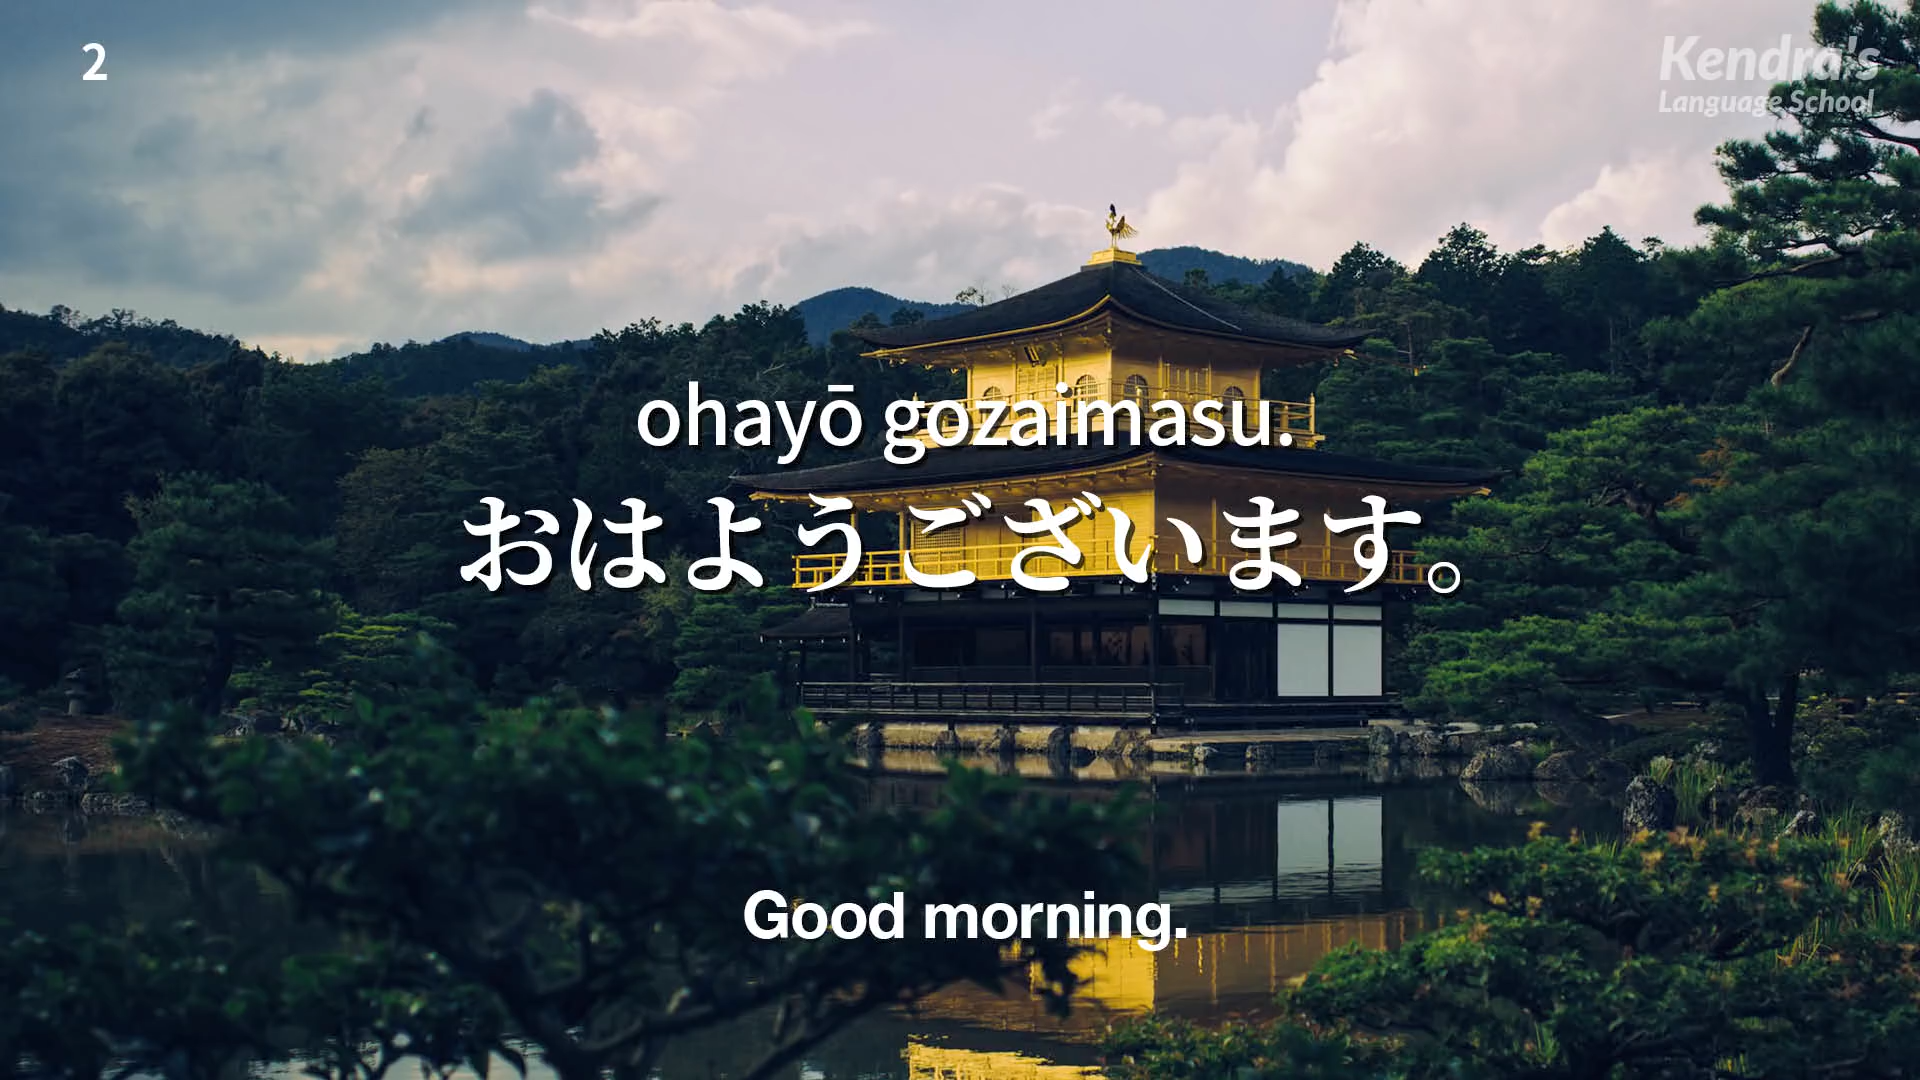 2
Kendra's
Language School
ohayō gozaimasu.
おはようございます。
Good morning.